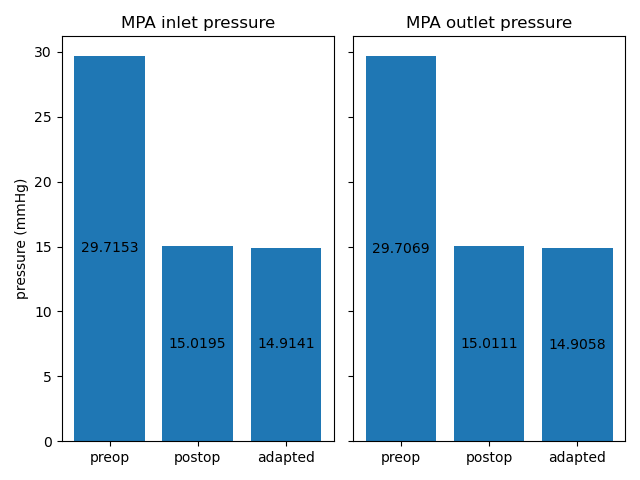 MPA inlet pressure
MPA outlet pressure
pressure (mmHg)
30
25
20
15
10
5
0
29.7153
15.0195
14.9141
preop
postop
adapted
29.7069
15.0111
14.9058
preop
postop
adapted